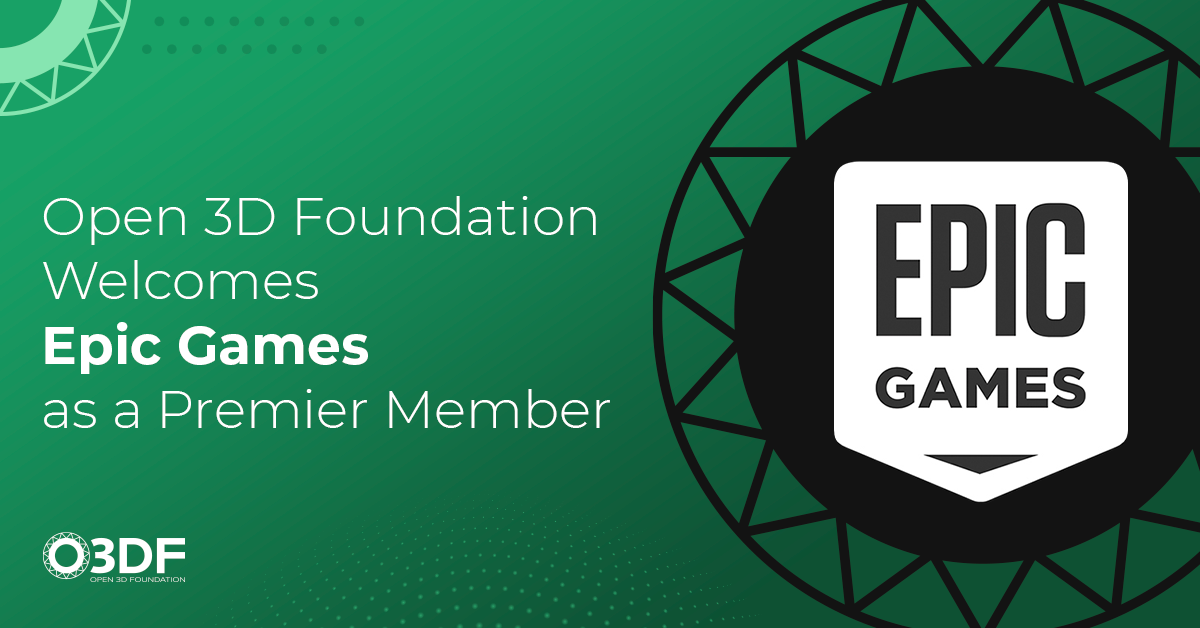 Open 3D Foundation
Welcomes
Epic Games
as a Premier Member
O3DF
OPEN 3D FOUNDATION
EPIC
GAMES